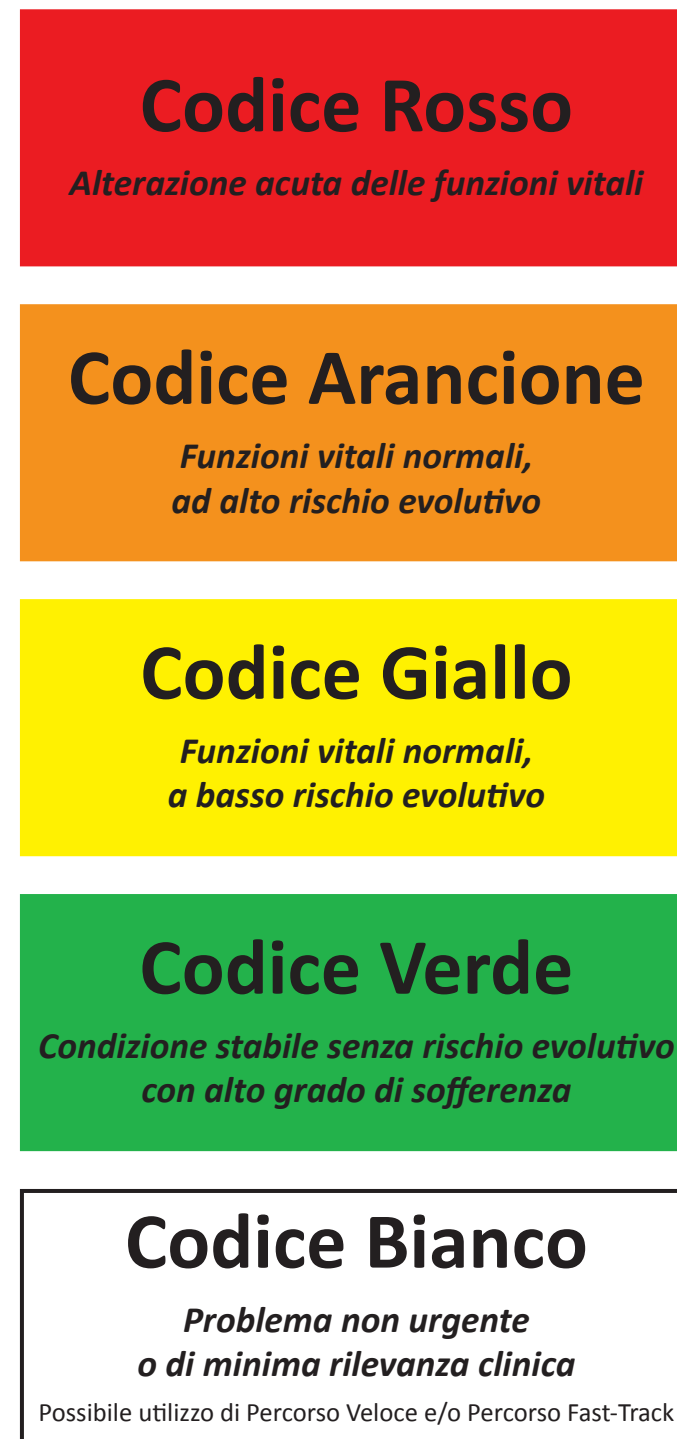 Codice Rosso
Alterazione acuta delle funzioni vitali
Codice Arancione
Funzioni vitali normali,
ad alto rischio evolutivo
Codice Giallo
Funzioni vitali normali,
a basso rischio evolutivo
Codice Verde
Condizione stabile senza rischio evolutivo
con alto grado di sofferenza
Codice Bianco
Problema non urgente
o di minima rilevanza clinica
Possibile utilizzo di Percorso Veloce e/o Percorso Fast-Track